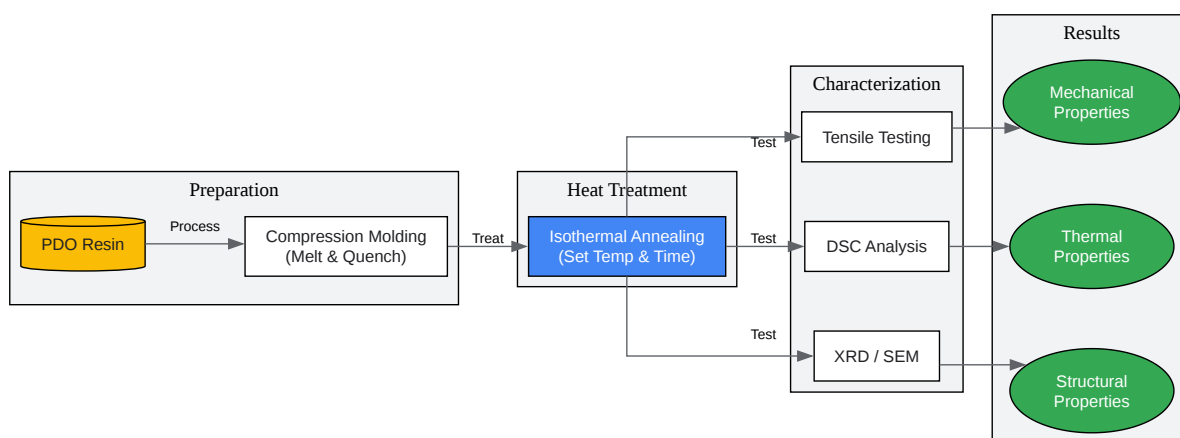 Preparation
PDO Resin
Process
Compression Molding
(Melt & Quench)
Treat
Heat Treatment
Isothermal Annealing
(Set Temp & Time)
Test
Test
Test
Characterization
Tensile Testing
DSC Analysis
XRD / SEM
Results
Mechanical
Properties
Thermal
Properties
Structural
Properties